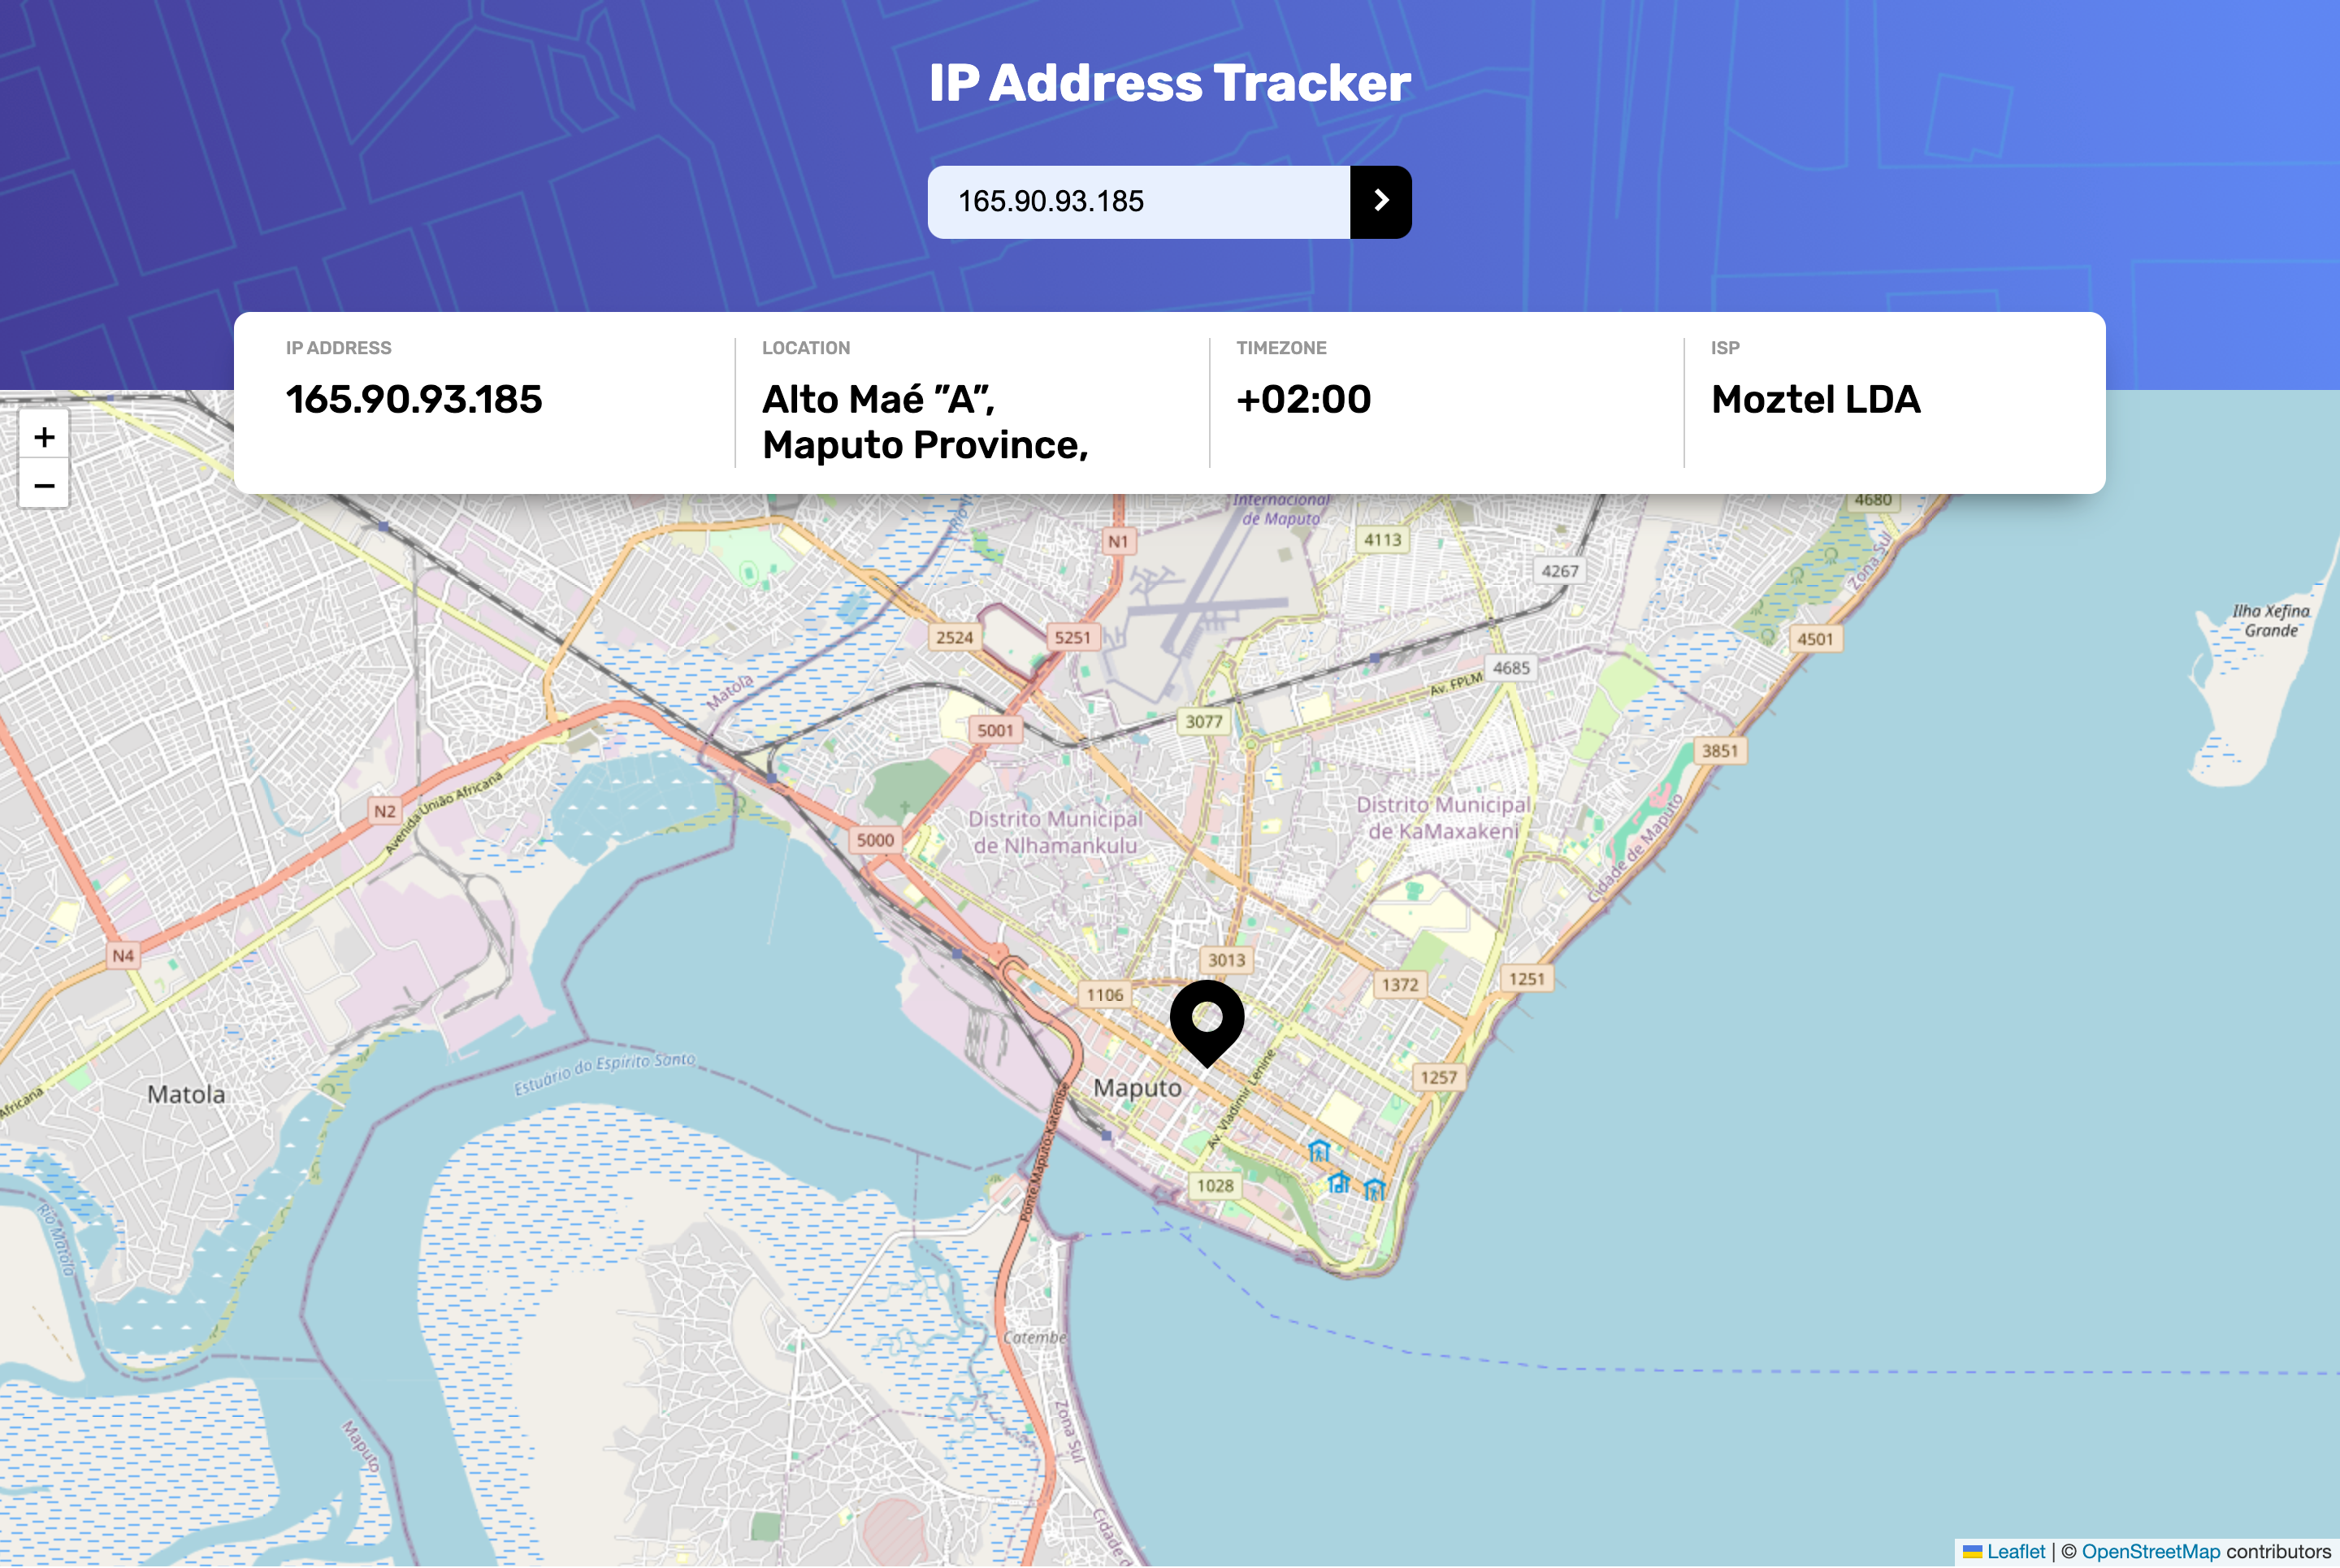 IP Address Tracker
165.90.93.185
IP ADDRESS
165.90.93.185
LOCATION
Alto Maé ”A”,
Maputo Province,
TIMEZONE
+02:00
ISP
Moztel LDA
+
−
Internacional
de Maputo
4680
N1
4113
4267
Zona Sul
Ilha Xefina
Grande
2524
5251
4501
4685
Matola
Av. FPLM
3077
5001
3851
N2
Avenida União Africana
Distrito Municipal
de Nlhamankulu
Distrito Municipal
de KaMaxakeni
5000
Cidade de Maputo
N4
3013
1106
1372
1251
Estuário do Espírito Santo
Africana
Matola
Maputo
Av. Vladimir Lenine
1257
Ponte Maputo-Katembe
1028
Rio Matola
Catembe
Zona Sul
Maputo
Cidade d
Leaflet | © OpenStreetMap contributors